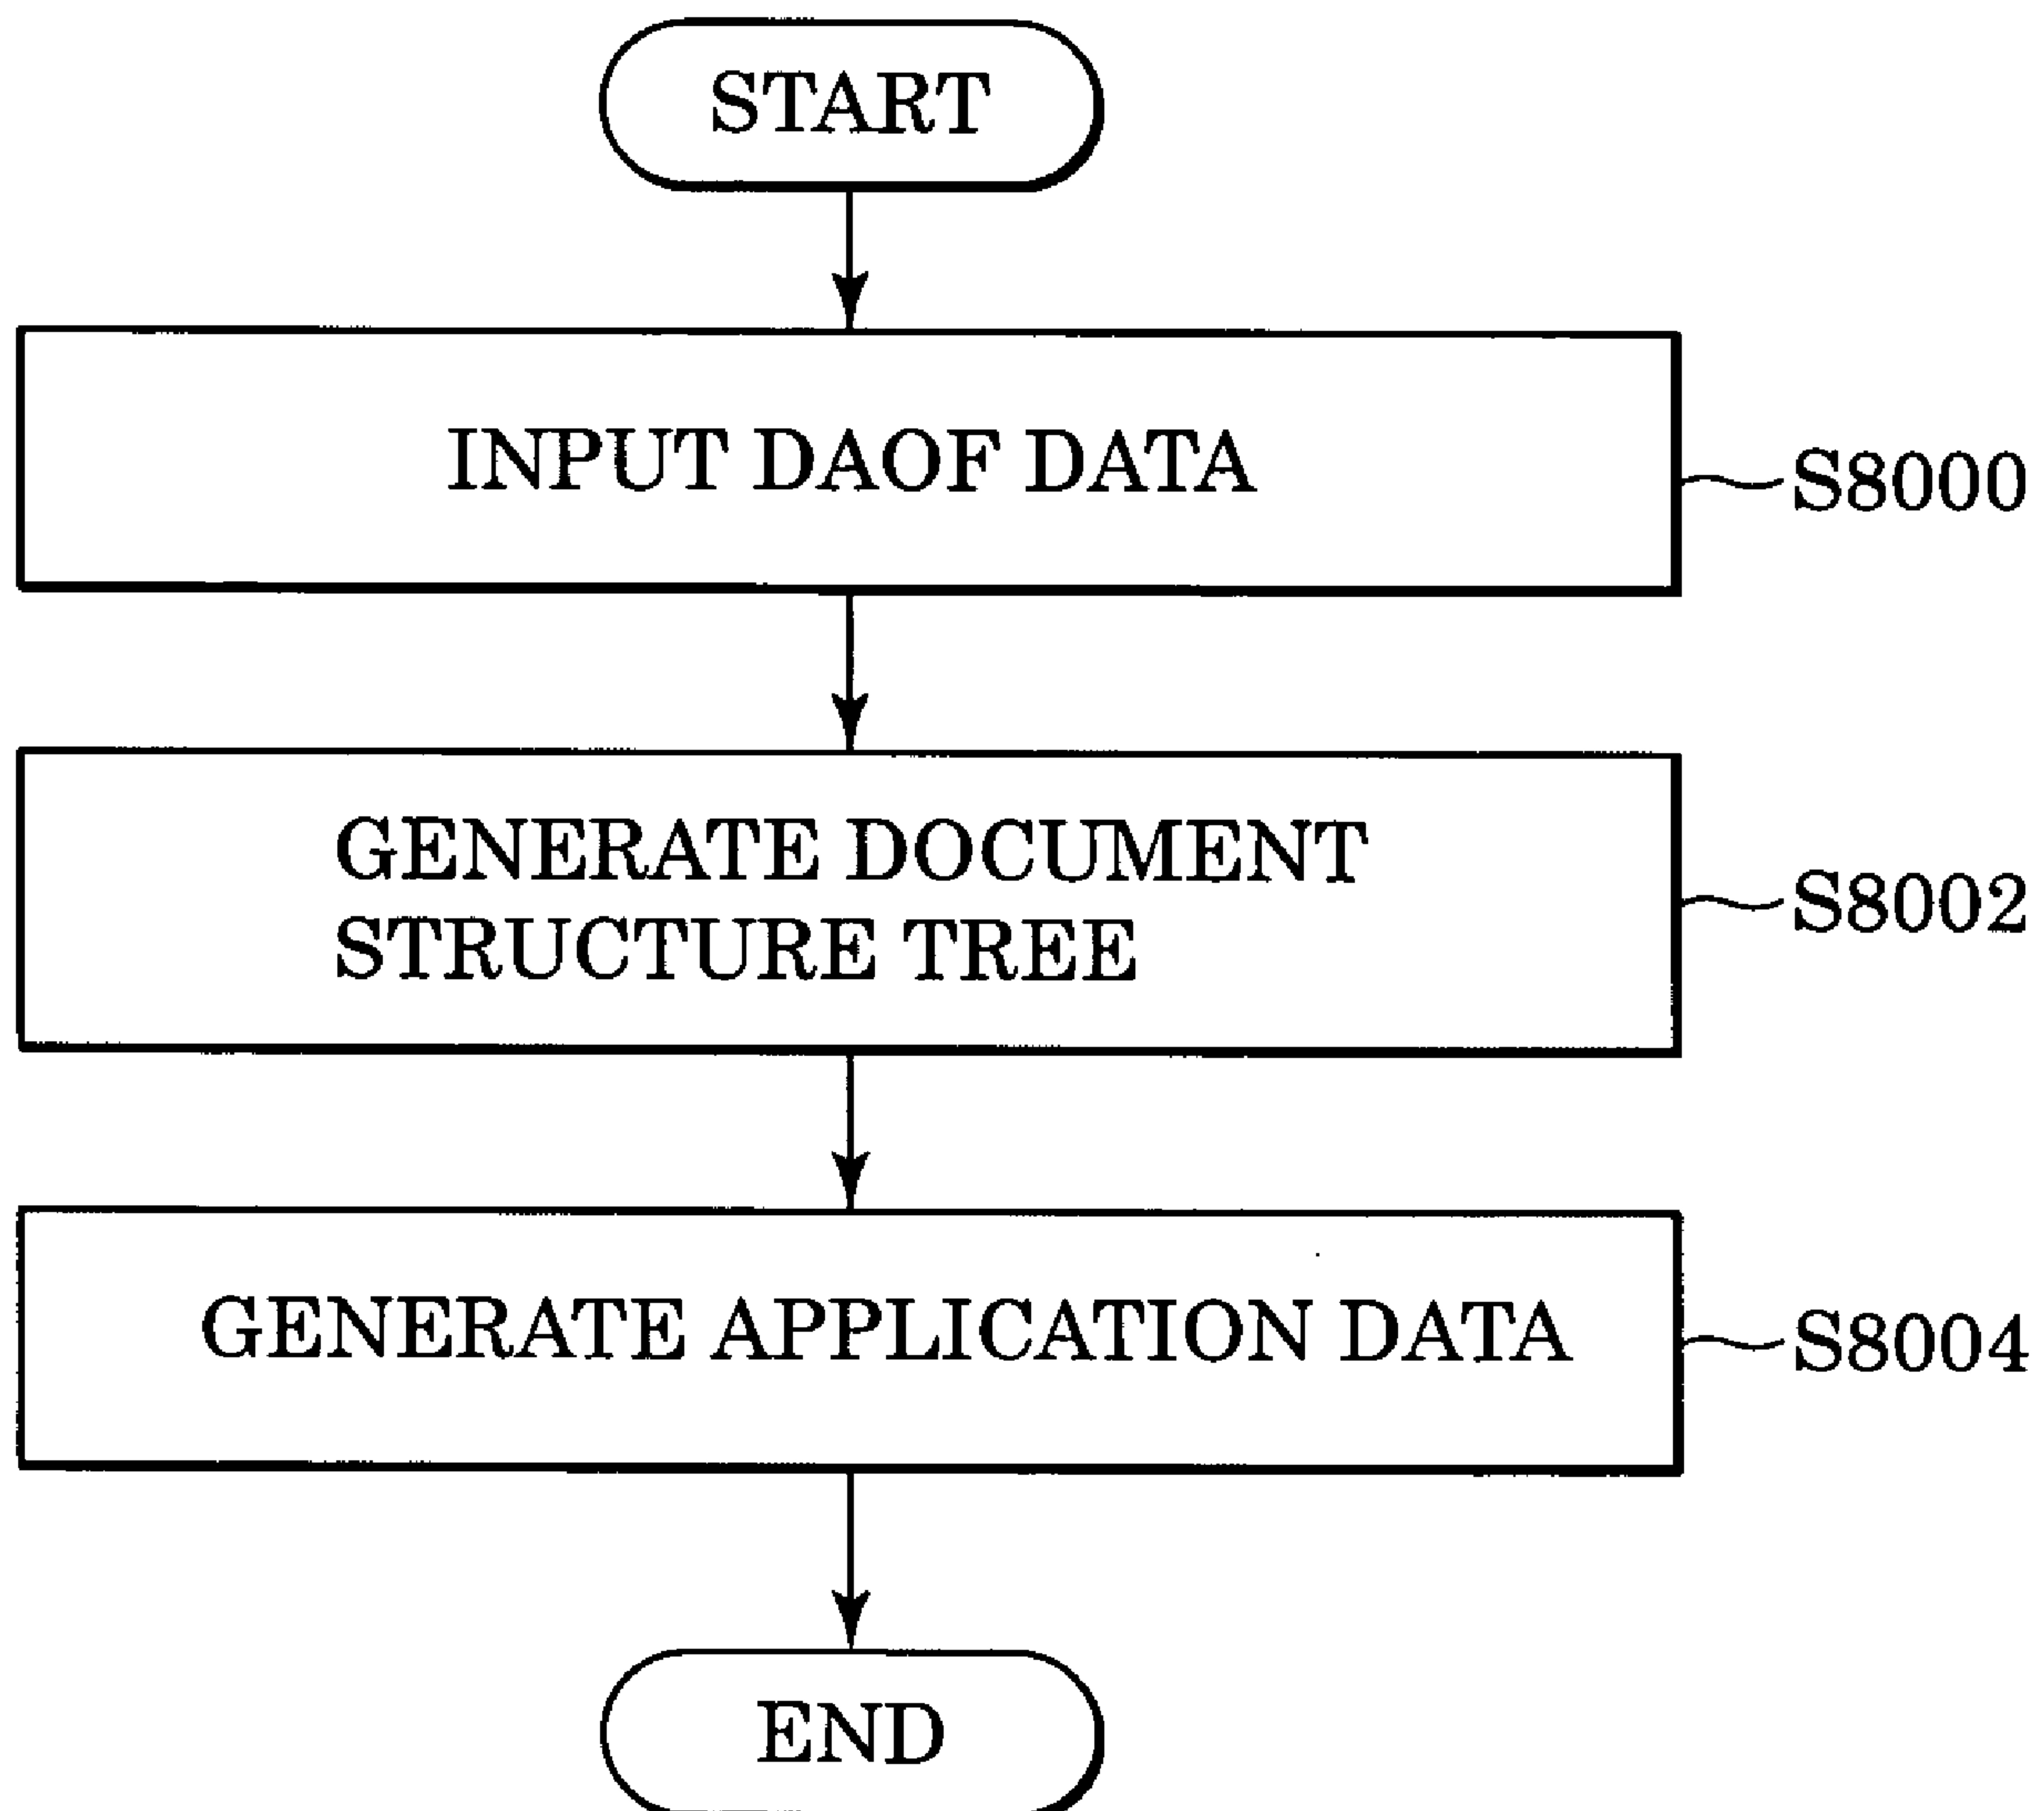 START
INPUT DAOF DATA
S8000
GENERATE DOCUMENT
STRUCTURE TREE
S8002
GENERATE APPLICATION DATA
S8004
END